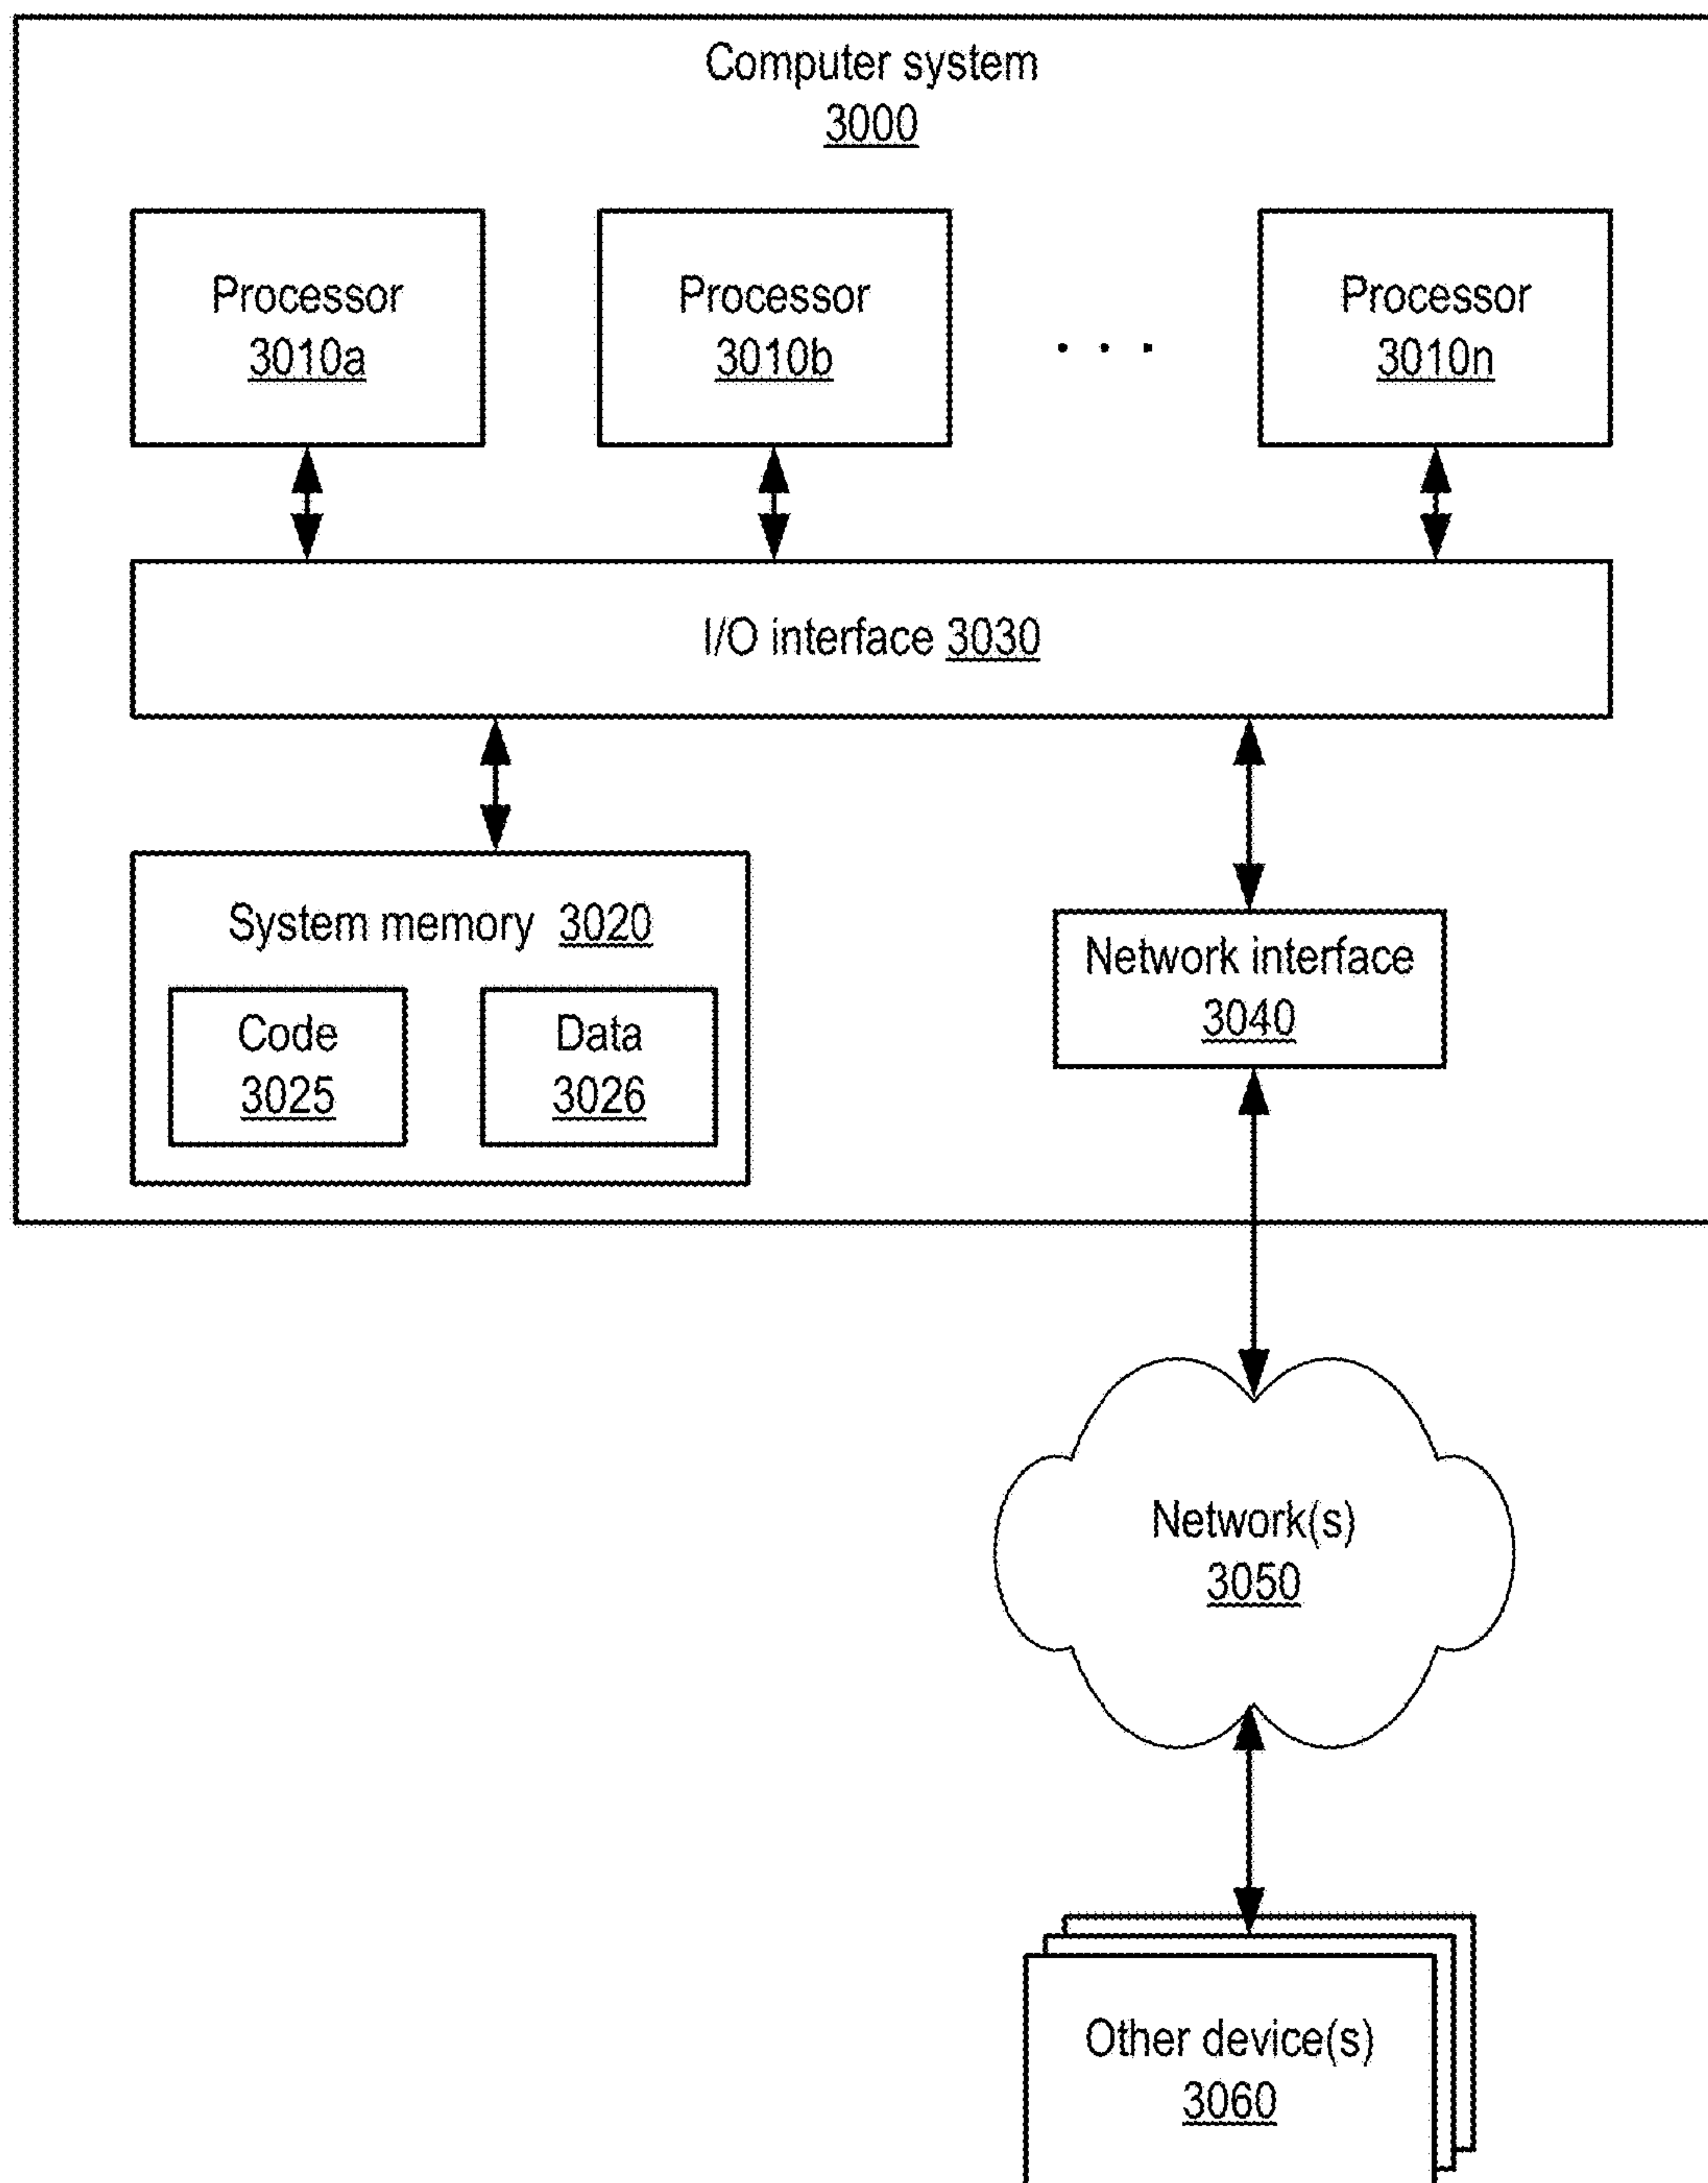 Computer system
3000
Processor
3010a
Processor
3010b
. . .
Processor
3010n
I/O interface 3030
System memory 3020
Code
3025
Data
3026
Network interface
3040
Network(s)
3050
Other device(s)
3060